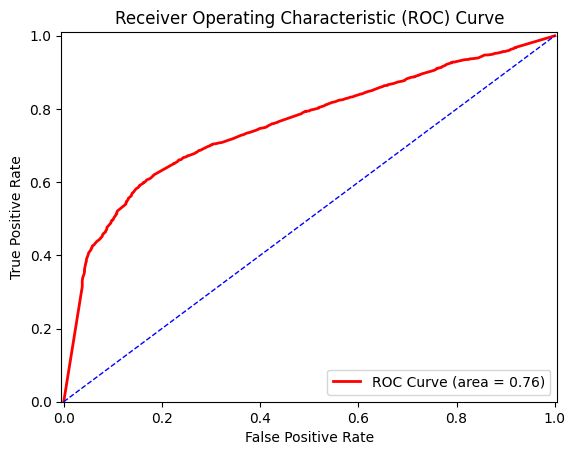 Receiver Operating Characteristic (ROC) Curve
True Positive Rate
1.0
0.8
0.6
0.4
0.2
0.0
0.0 0.2 0.4 0.6 0.8 1.0
False Positive Rate
ROC Curve (area = 0.76)